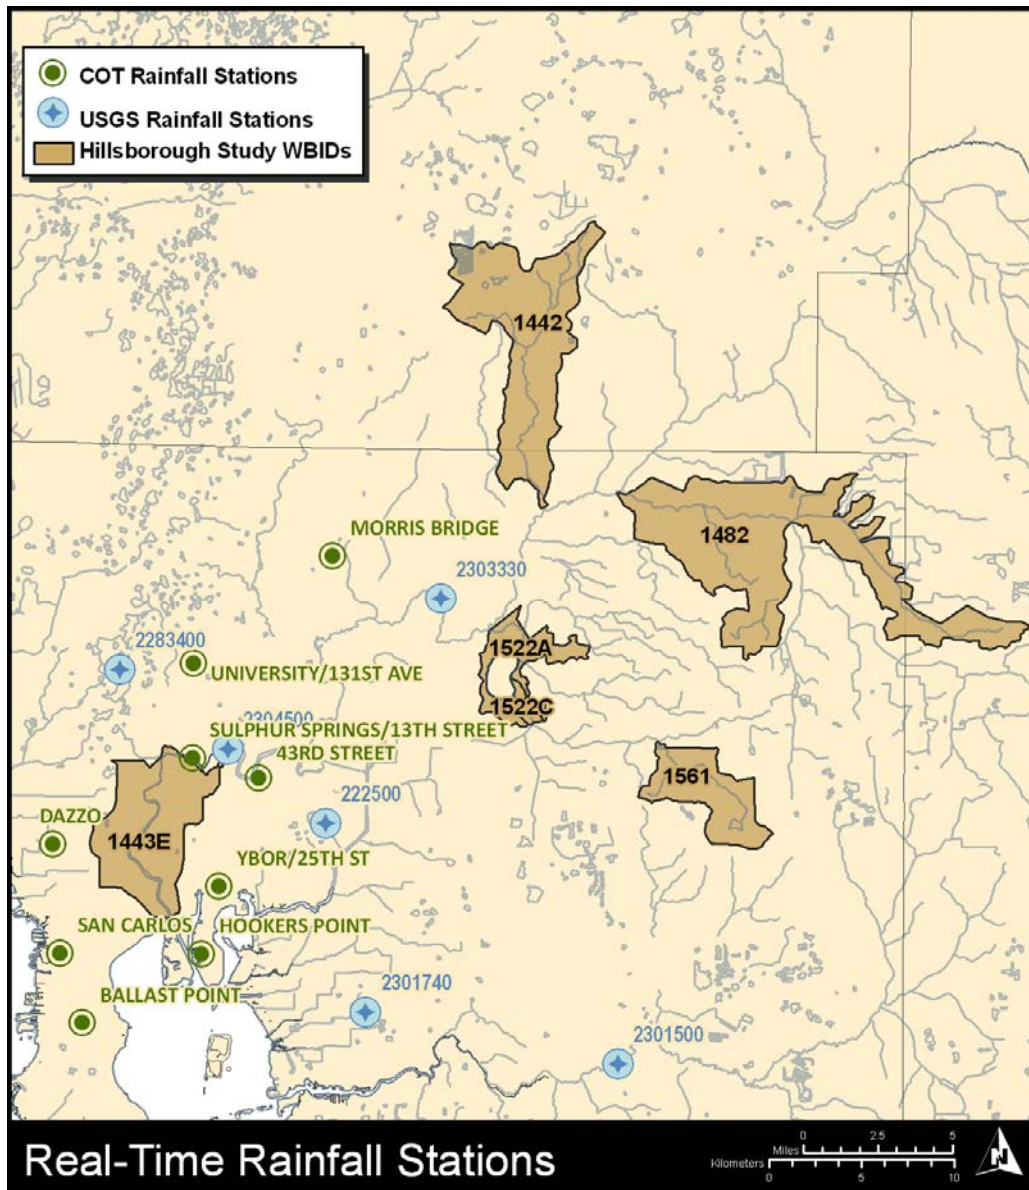 COT Rainfall Stations
USGS Rainfall Stations
Hillsborough Study WBIDs
1442
1482
MORRIS BRIDGE
2303330
1522A
2283400
UNIVERSITY/131ST AVE
1522C
2304500
SULPHUR SPRINGS/13TH STREET
43RD STREET
1561
222500
DAZZO
1443E
YBOR/25TH ST
SAN CARLOS
HOOKERS POINT
BALLAST POINT
2301740
2301500
Real-Time Rainfall Stations
0 2.5 5
Miles
Kilometers
0 5 10
N